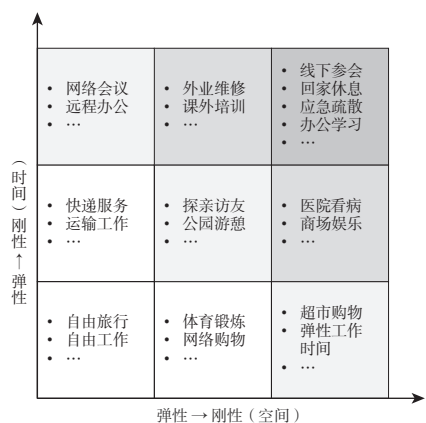 • 网络会议
• 远程办公
• …
• 外业维修
• 课外培训
• …
• 线下参会
• 回家休息
• 应急疏散
• 办公学习
• …
• 快递服务
• 运输工作
• …
• 探亲访友
• 公园游憩
• …
• 医院看病
• 商场娱乐
• …
• 自由旅行
• 自由工作
• …
• 体育锻炼
• 网络购物
• …
• 超市购物
• 弹性工作
时间
• …
（时间）刚性←弹性
弹性→刚性（空间）